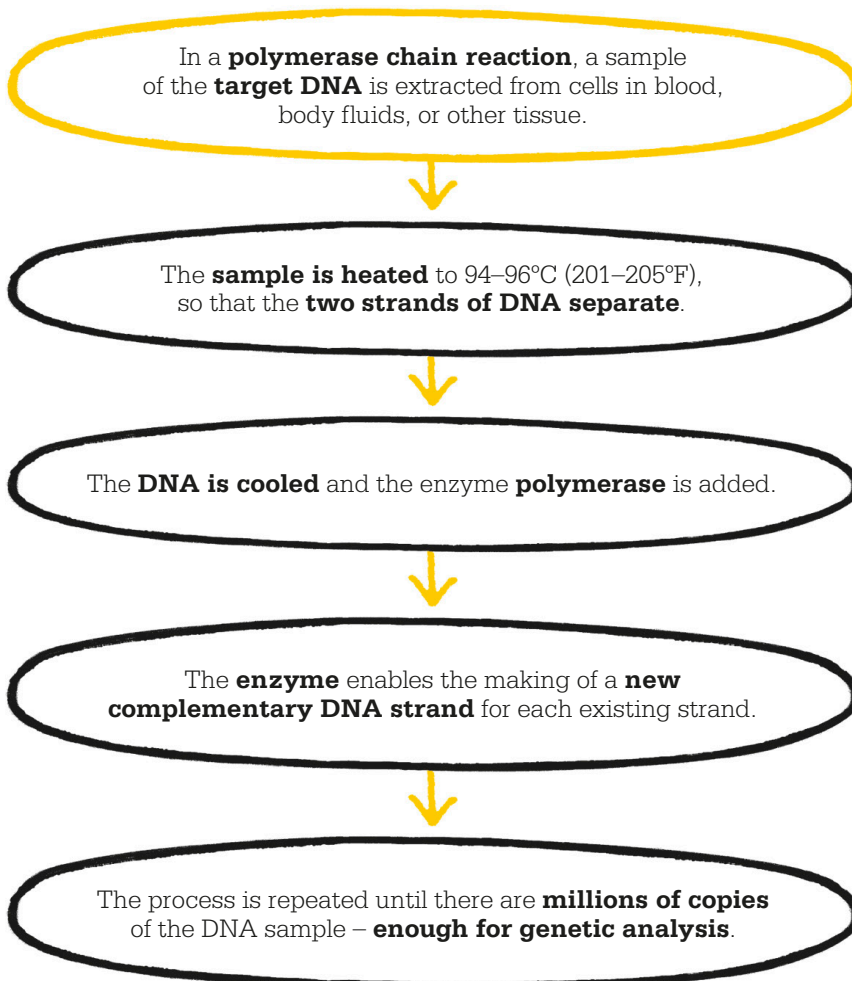 In a polymerase chain reaction, a sample
of the target DNA is extracted from cells in blood,
body fluids, or other tissue.
The sample is heated to 94–96ºC (201–205ºF),
so that the two strands of DNA separate.
The DNA is cooled and the enzyme polymerase is added.
The enzyme enables the making of a new
complementary DNA strand for each existing strand.
The process is repeated until there are millions of copies
of the DNA sample – enough for genetic analysis.